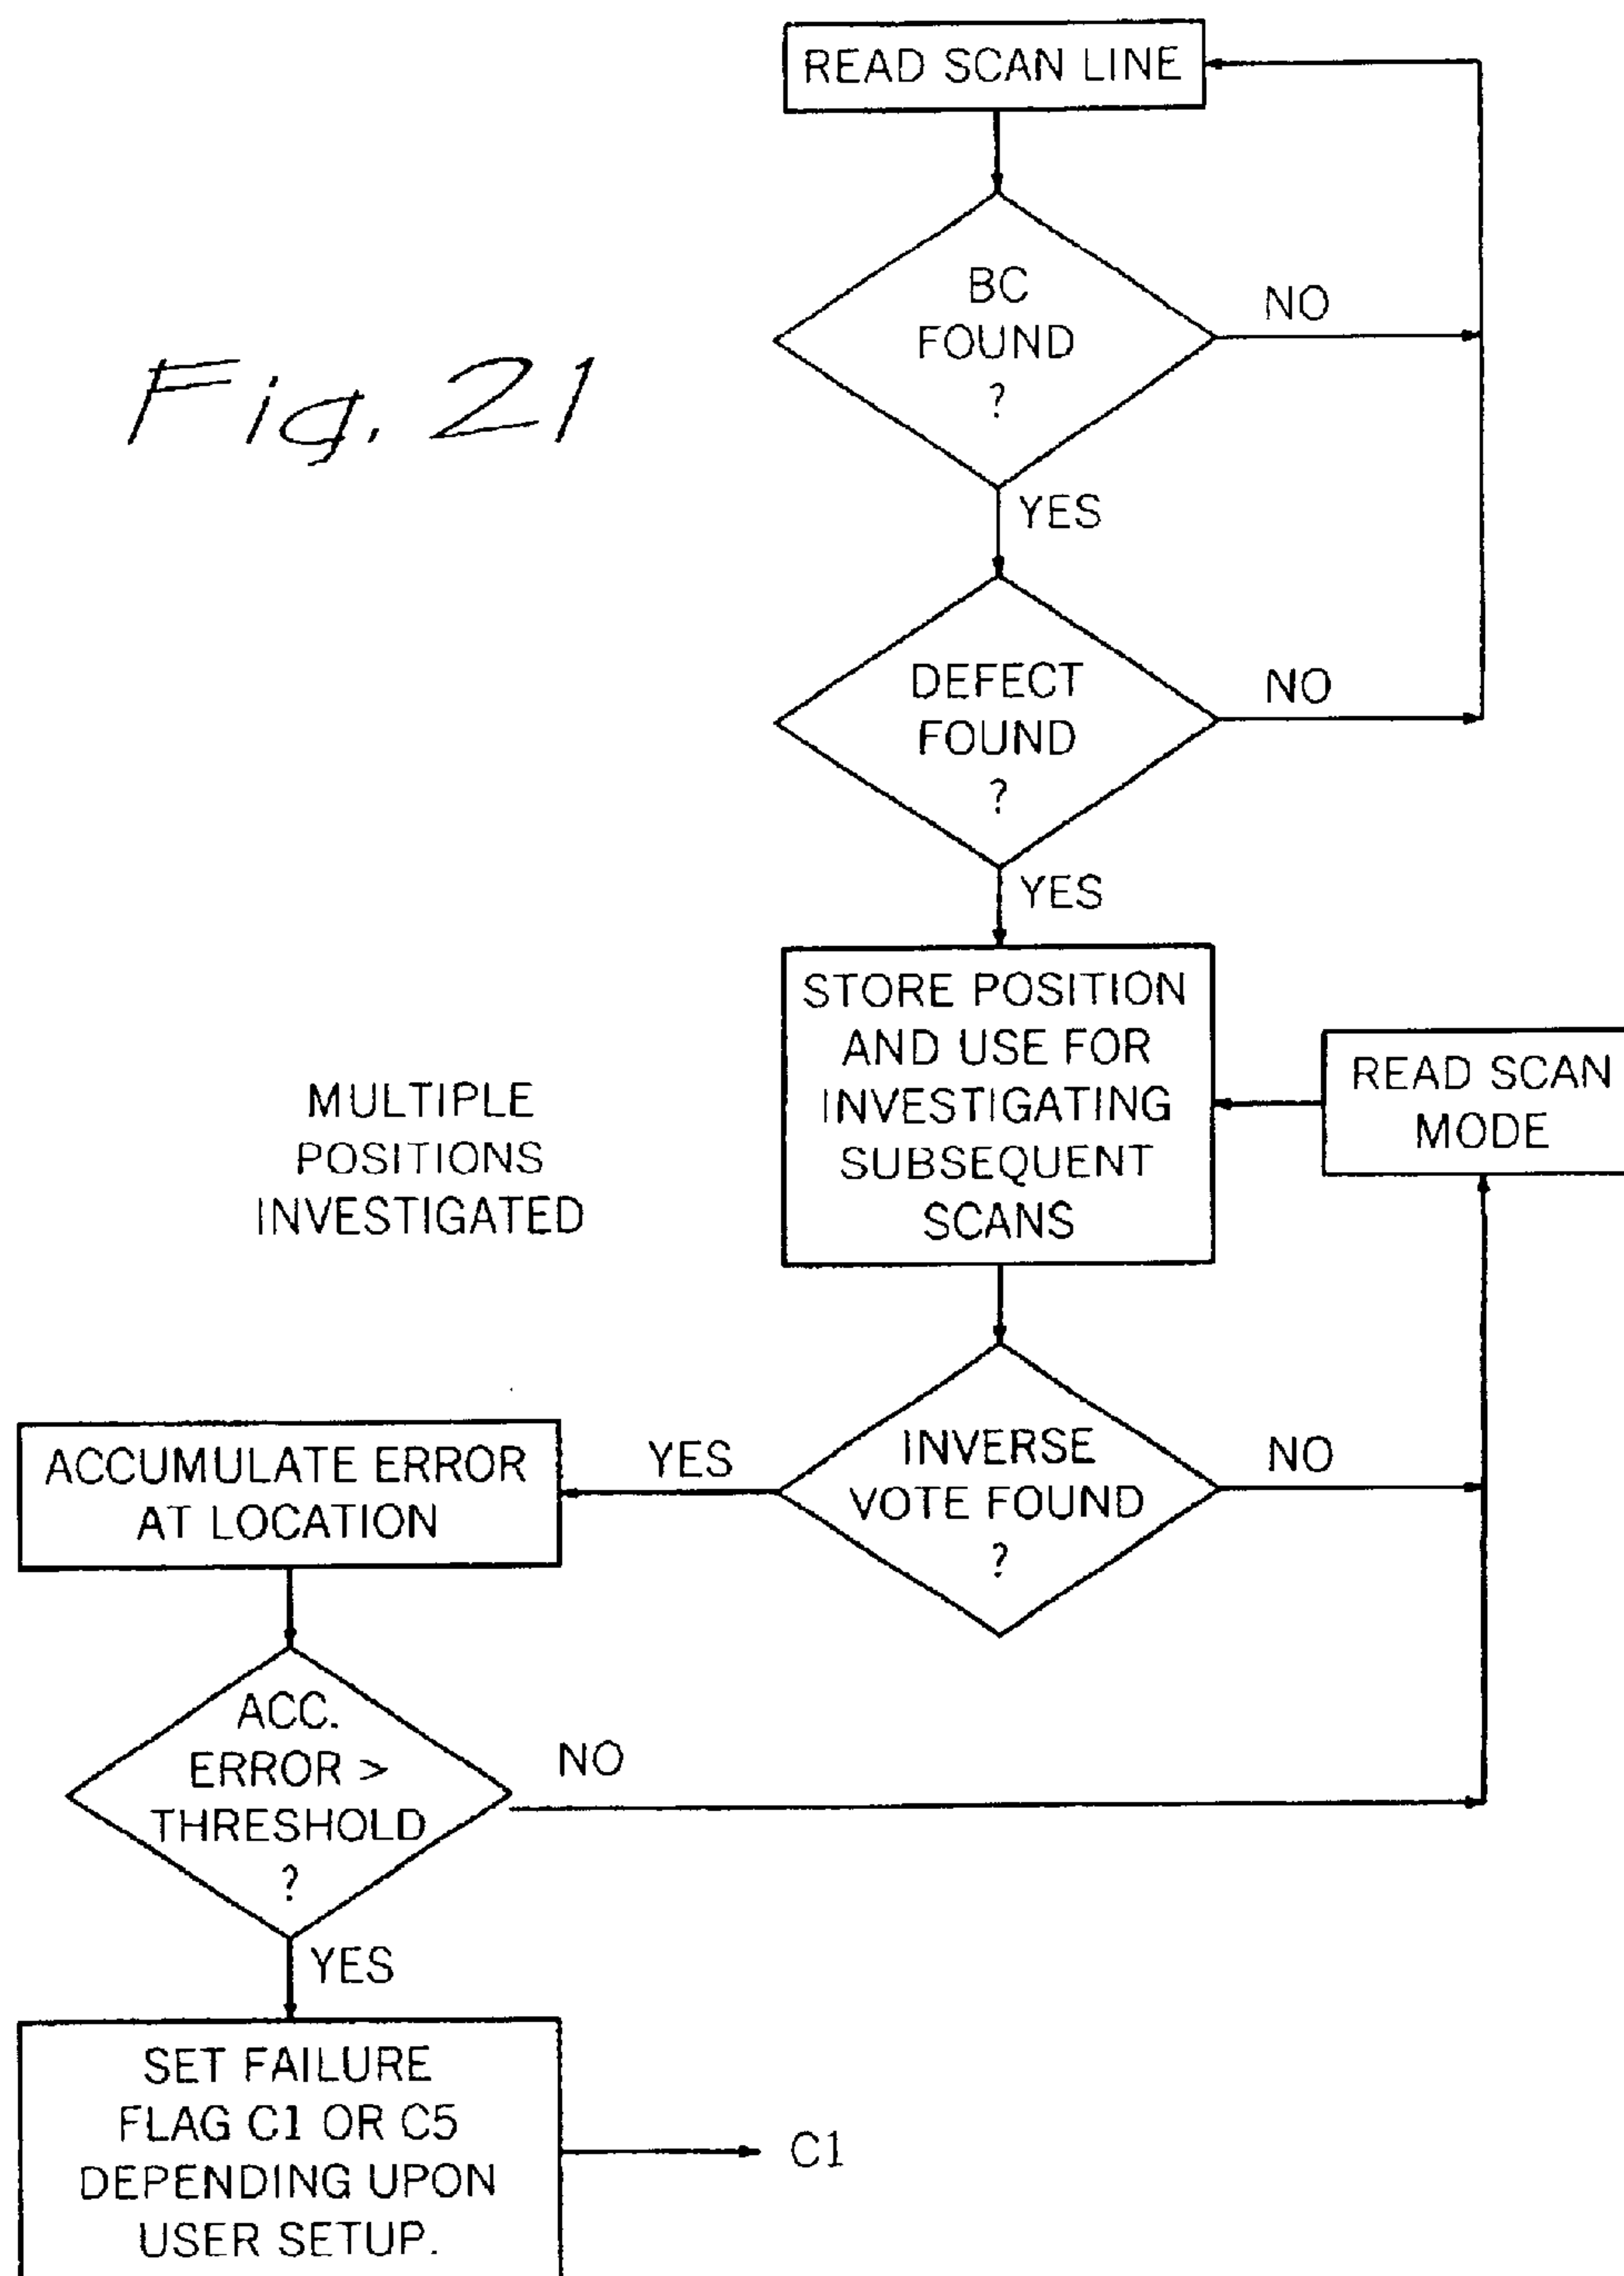 READ SCAN LINE
BC
FOUND
?
NO
Fig. 21
YES
DEFECT
FOUND
?
NO
YES
STORE POSITION
AND USE FOR
INVESTIGATING
SUBSEQUENT
SCANS
READ SCAN
MODE
MULTIPLE
POSITIONS
INVESTIGATED
INVERSE
VOTE FOUND
?
YES
NO
ACCUMULATE ERROR
AT LOCATION
ACC.
ERROR >
THRESHOLD
?
NO
YES
SET FAILURE
FLAG C1 OR C5
DEPENDING UPON
USER SETUP.
C1